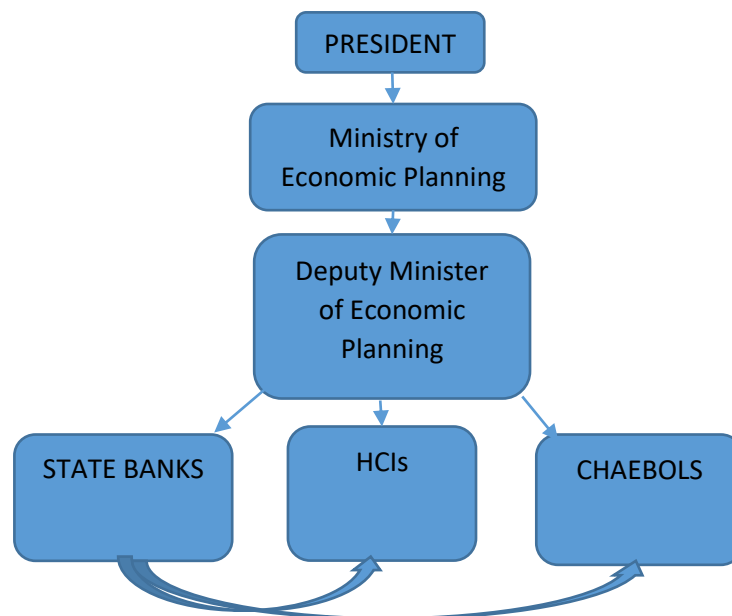 PRESIDENT
Ministry of
Economic Planning
Deputy Minister
of Economic
Planning
STATE BANKS
HCIs
CHAEBOLS